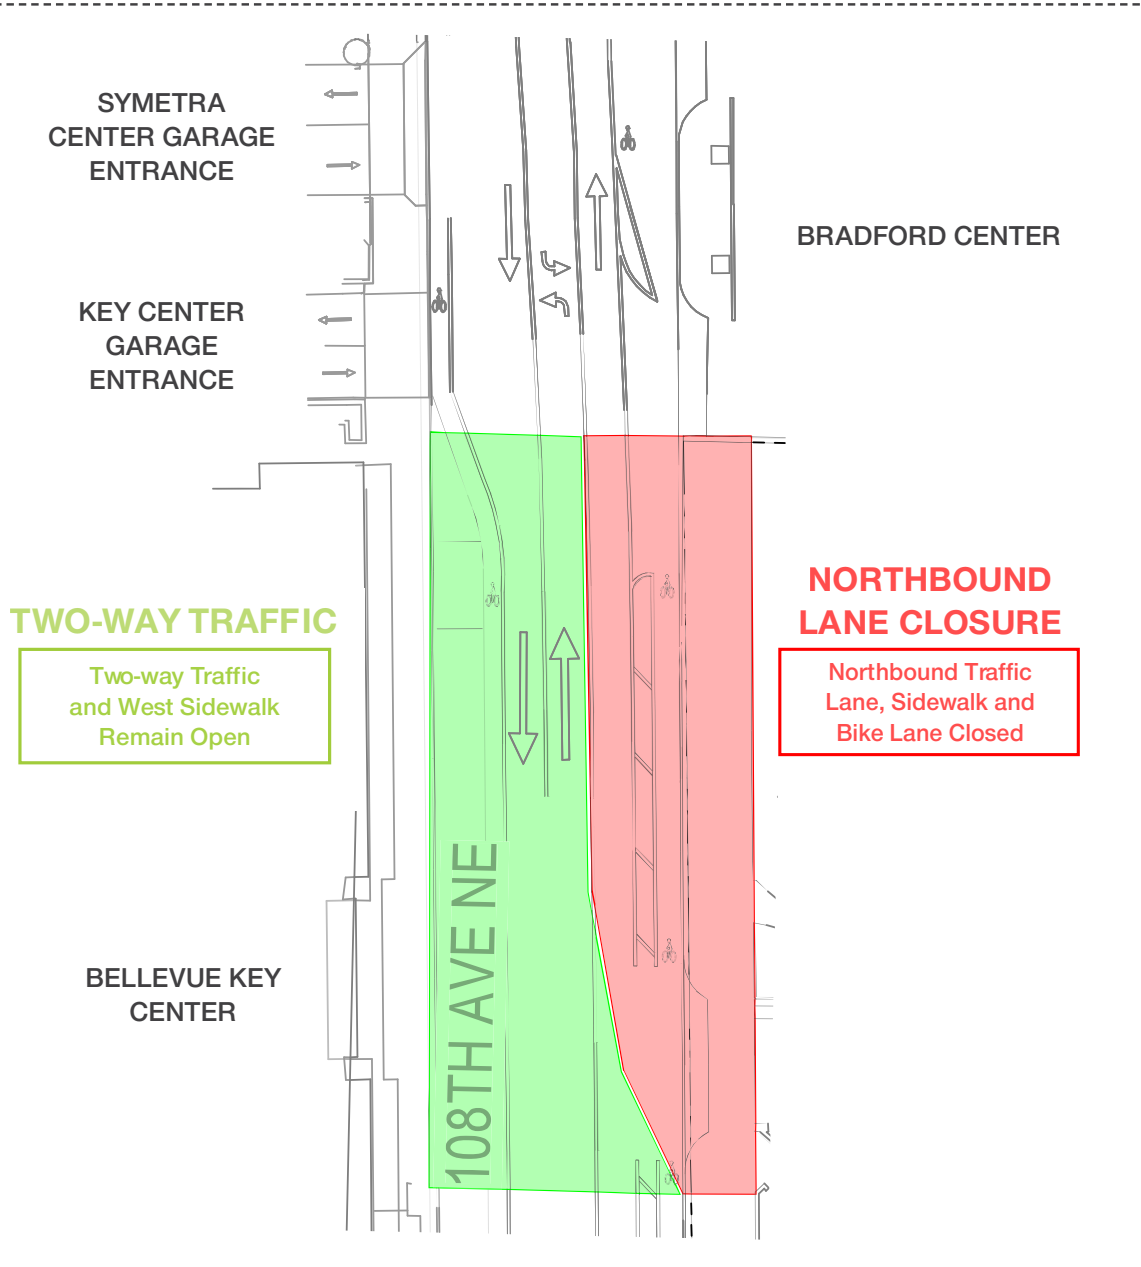 SYMETRA
CENTER GARAGE
ENTRANCE
BRADFORD CENTER
KEY CENTER
GARAGE
ENTRANCE
NORTHBOUND
LANE CLOSURE
Northbound Traffic
Lane, Sidewalk and
Bike Lane Closed
TWO-WAY TRAFFIC
Two-way Traffic
and West Sidewalk
Remain Open
108TH AVE NE
BELLEVUE KEY
CENTER